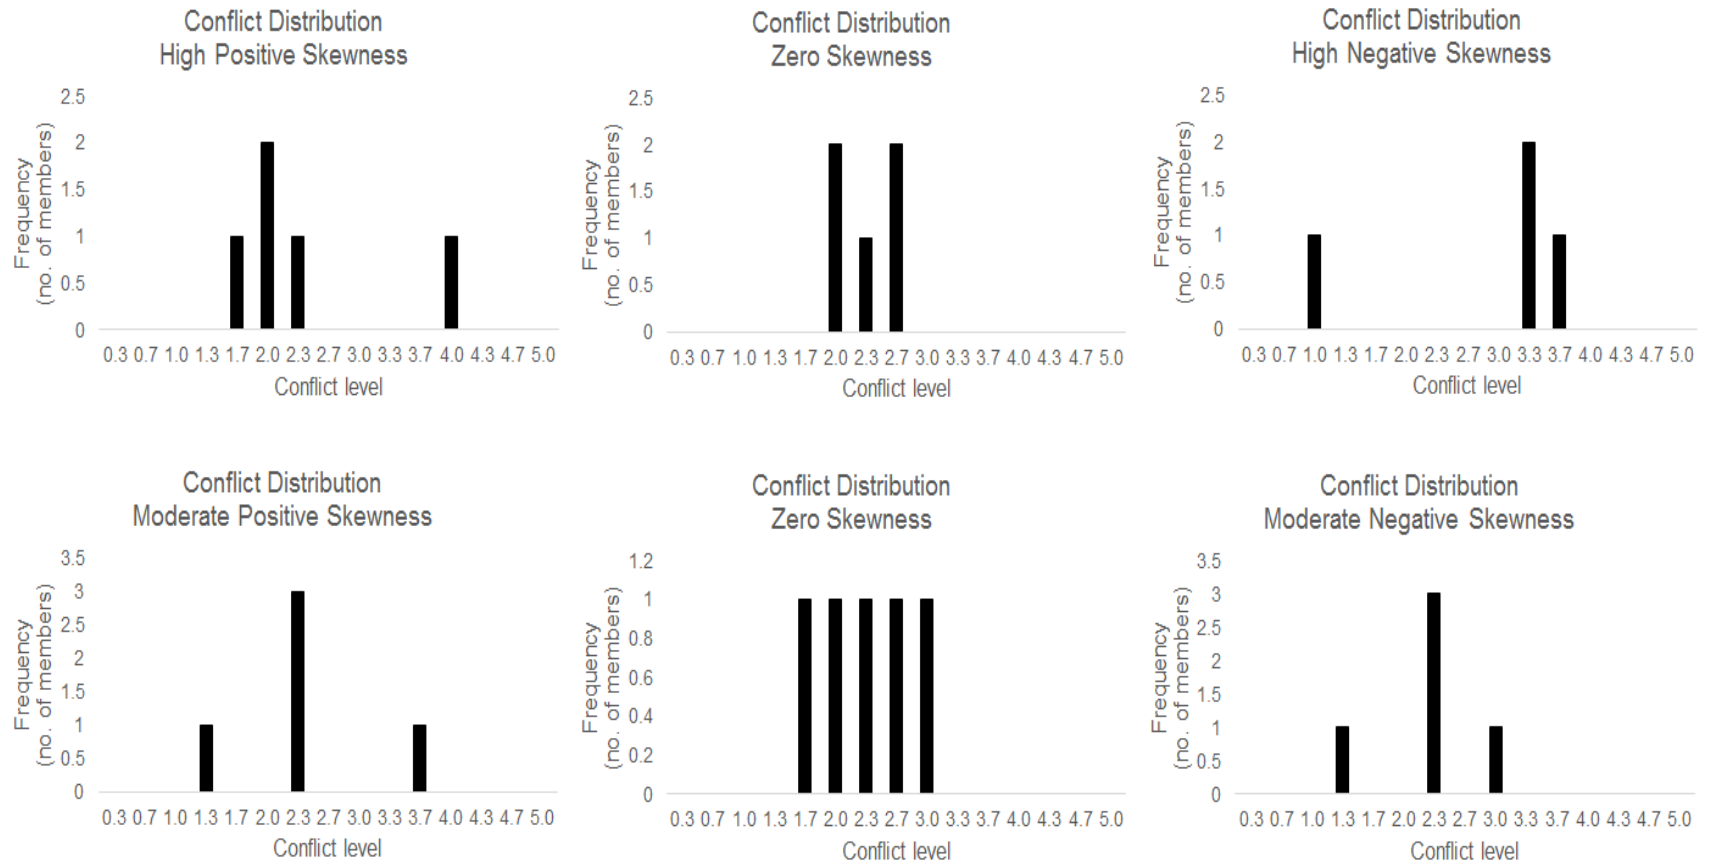 Conflict Distribution
High Positive Skewness
2.5
2
1.5
1
0.5
0
Frequency
(no. of members)
0.3 0.7 1.0 1.3 1.7 2.0 2.3 2.7 3.0 3.3 3.7 4.0 4.3 4.7 5.0
Conflict level
Conflict Distribution
Zero Skewness
2.5
2
1.5
1
0.5
0
Frequency
(no. of members)
0.3 0.7 1.0 1.3 1.7 2.0 2.3 2.7 3.0 3.3 3.7 4.0 4.3 4.7 5.0
Conflict level
Conflict Distribution
High Negative Skewness
2.5
2
1.5
1
0.5
0
Frequency
(no. of members)
0.3 0.7 1.0 1.3 1.7 2.0 2.3 2.7 3.0 3.3 3.7 4.0 4.3 4.7 5.0
Conflict level
Conflict Distribution
Moderate Positive Skewness
3.5
3
2.5
2
1.5
1
0.5
0
Frequency
(no. of members)
0.3 0.7 1.0 1.3 1.7 2.0 2.3 2.7 3.0 3.3 3.7 4.0 4.3 4.7 5.0
Conflict level
Conflict Distribution
Zero Skewness
1.2
1
0.8
0.6
0.4
0.2
0
Frequency
(no. of members)
0.3 0.7 1.0 1.3 1.7 2.0 2.3 2.7 3.0 3.3 3.7 4.0 4.3 4.7 5.0
Conflict level
Conflict Distribution
Moderate Negative Skewness
3.5
3
2.5
2
1.5
1
0.5
0
Frequency
(no. of members)
0.3 0.7 1.0 1.3 1.7 2.0 2.3 2.7 3.0 3.3 3.7 4.0 4.3 4.7 5.0
Conflict level